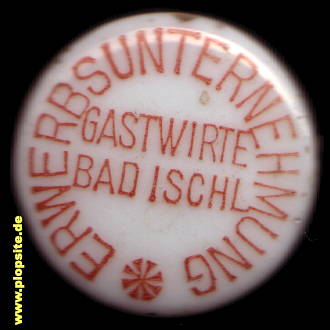 ERWERBSUNTERNEHMUNG
GASTWIRTE
BAD ISCHL
© www.plopsite.de